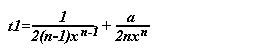 t1= 1/(2(n-1)x^(n-1)) + a/(2nx^n)